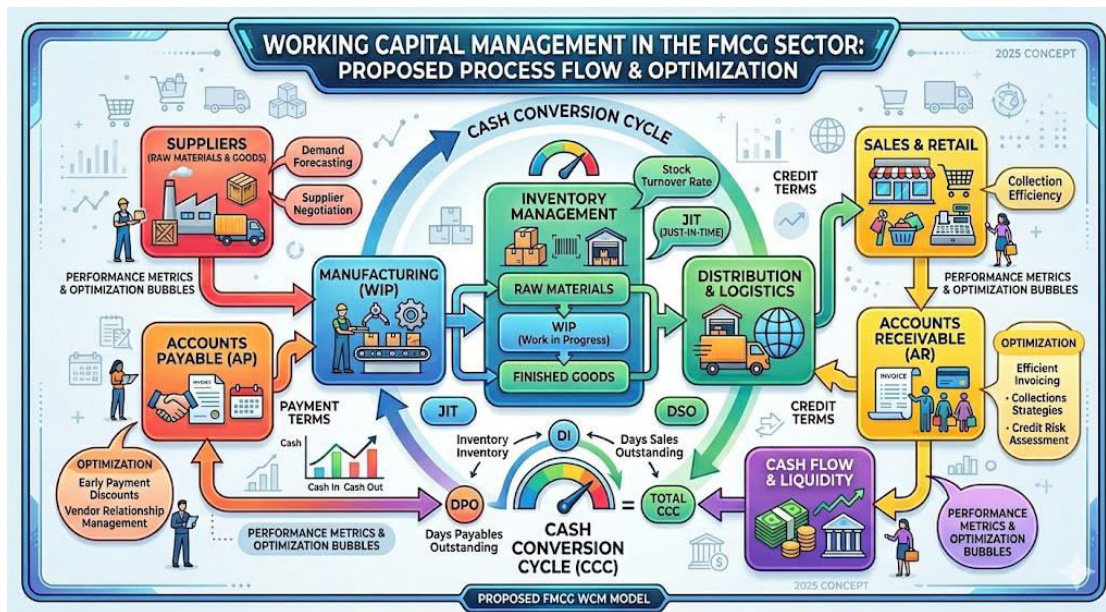 WORKING CAPITAL MANAGEMENT IN THE FMCG SECTOR:
PROPOSED PROCESS FLOW & OPTIMIZATION
2025 CONCEPT
CASH CONVERSION CYCLE
SUPPLIERS
(RAW MATERIALS & GOODS)
Demand
Forecasting
Supplier
Negotiation
PERFORMANCE METRICS
& OPTIMIZATION BUBBLES
MANUFACTURING
(WIP)
INVENTORY
MANAGEMENT
Stock
Turnover Rate
JIT
(JUST-IN-TIME)
RAW MATERIALS
WIP
(Work in Progress)
FINISHED GOODS
DISTRIBUTION
& LOGISTICS
CREDIT
TERMS
SALES & RETAIL
Collection
Efficiency
PERFORMANCE METRICS
& OPTIMIZATION BUBBLES
ACCOUNTS
PAYABLE (AP)
INVOICE
PAYMENT
TERMS
OPTIMIZATION
Early Payment
Discounts
Vendor Relationship
Management
Cash
Cash In Cash Out
PERFORMANCE METRICS &
OPTIMIZATION BUBBLES
JIT
Inventory
Inventory
DI
DSO
Days Sales
Outstanding
DPO
Days Payables
Outstanding
=
TOTAL
CCC
CASH
CONVERSION
CYCLE (CCC)
CREDIT
TERMS
ACCOUNTS
RECEIVABLE
(AR)
INVOICE
OPTIMIZATION
Efficient
Invoicing
• Collections
Strategies
• Credit Risk
Assessment
CASH FLOW
& LIQUIDITY
PERFORMANCE
METRICS &
OPTIMIZATION
BUBBLES
2025 CONCEPT
PROPOSED FMCG WCM MODEL